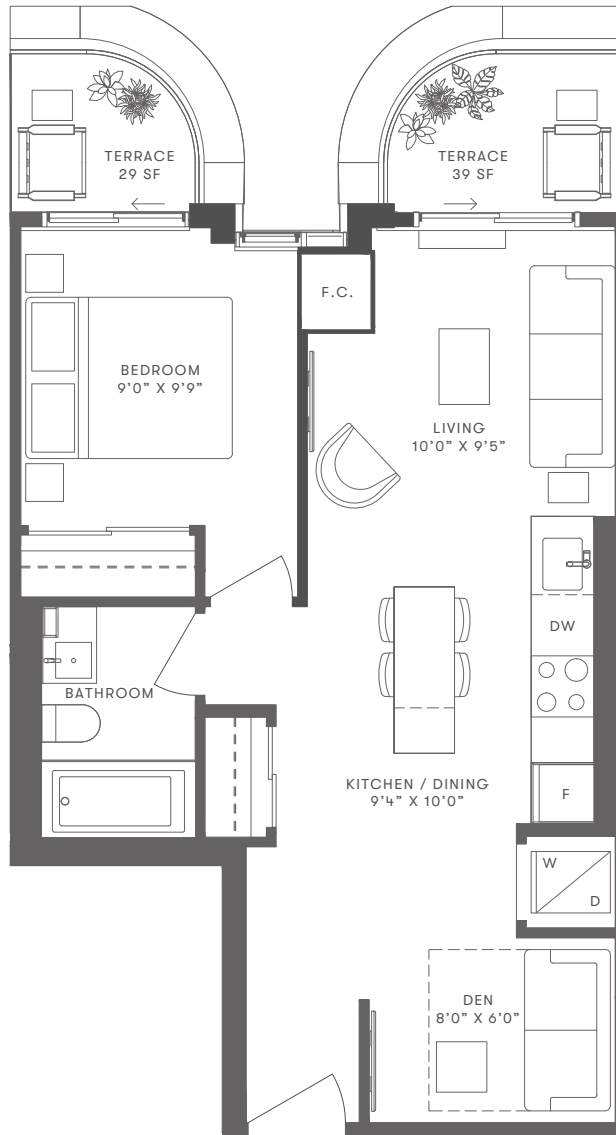 TERRACE
29 SF
TERRACE
39 SF
F.C.
BEDROOM
9’0” X 9’9”
LIVING
10’0” X 9’5”
DW
BATHROOM
KITCHEN / DINING
9’4” X 10’0”
F
W
D
DEN
8’0” X 6’0”